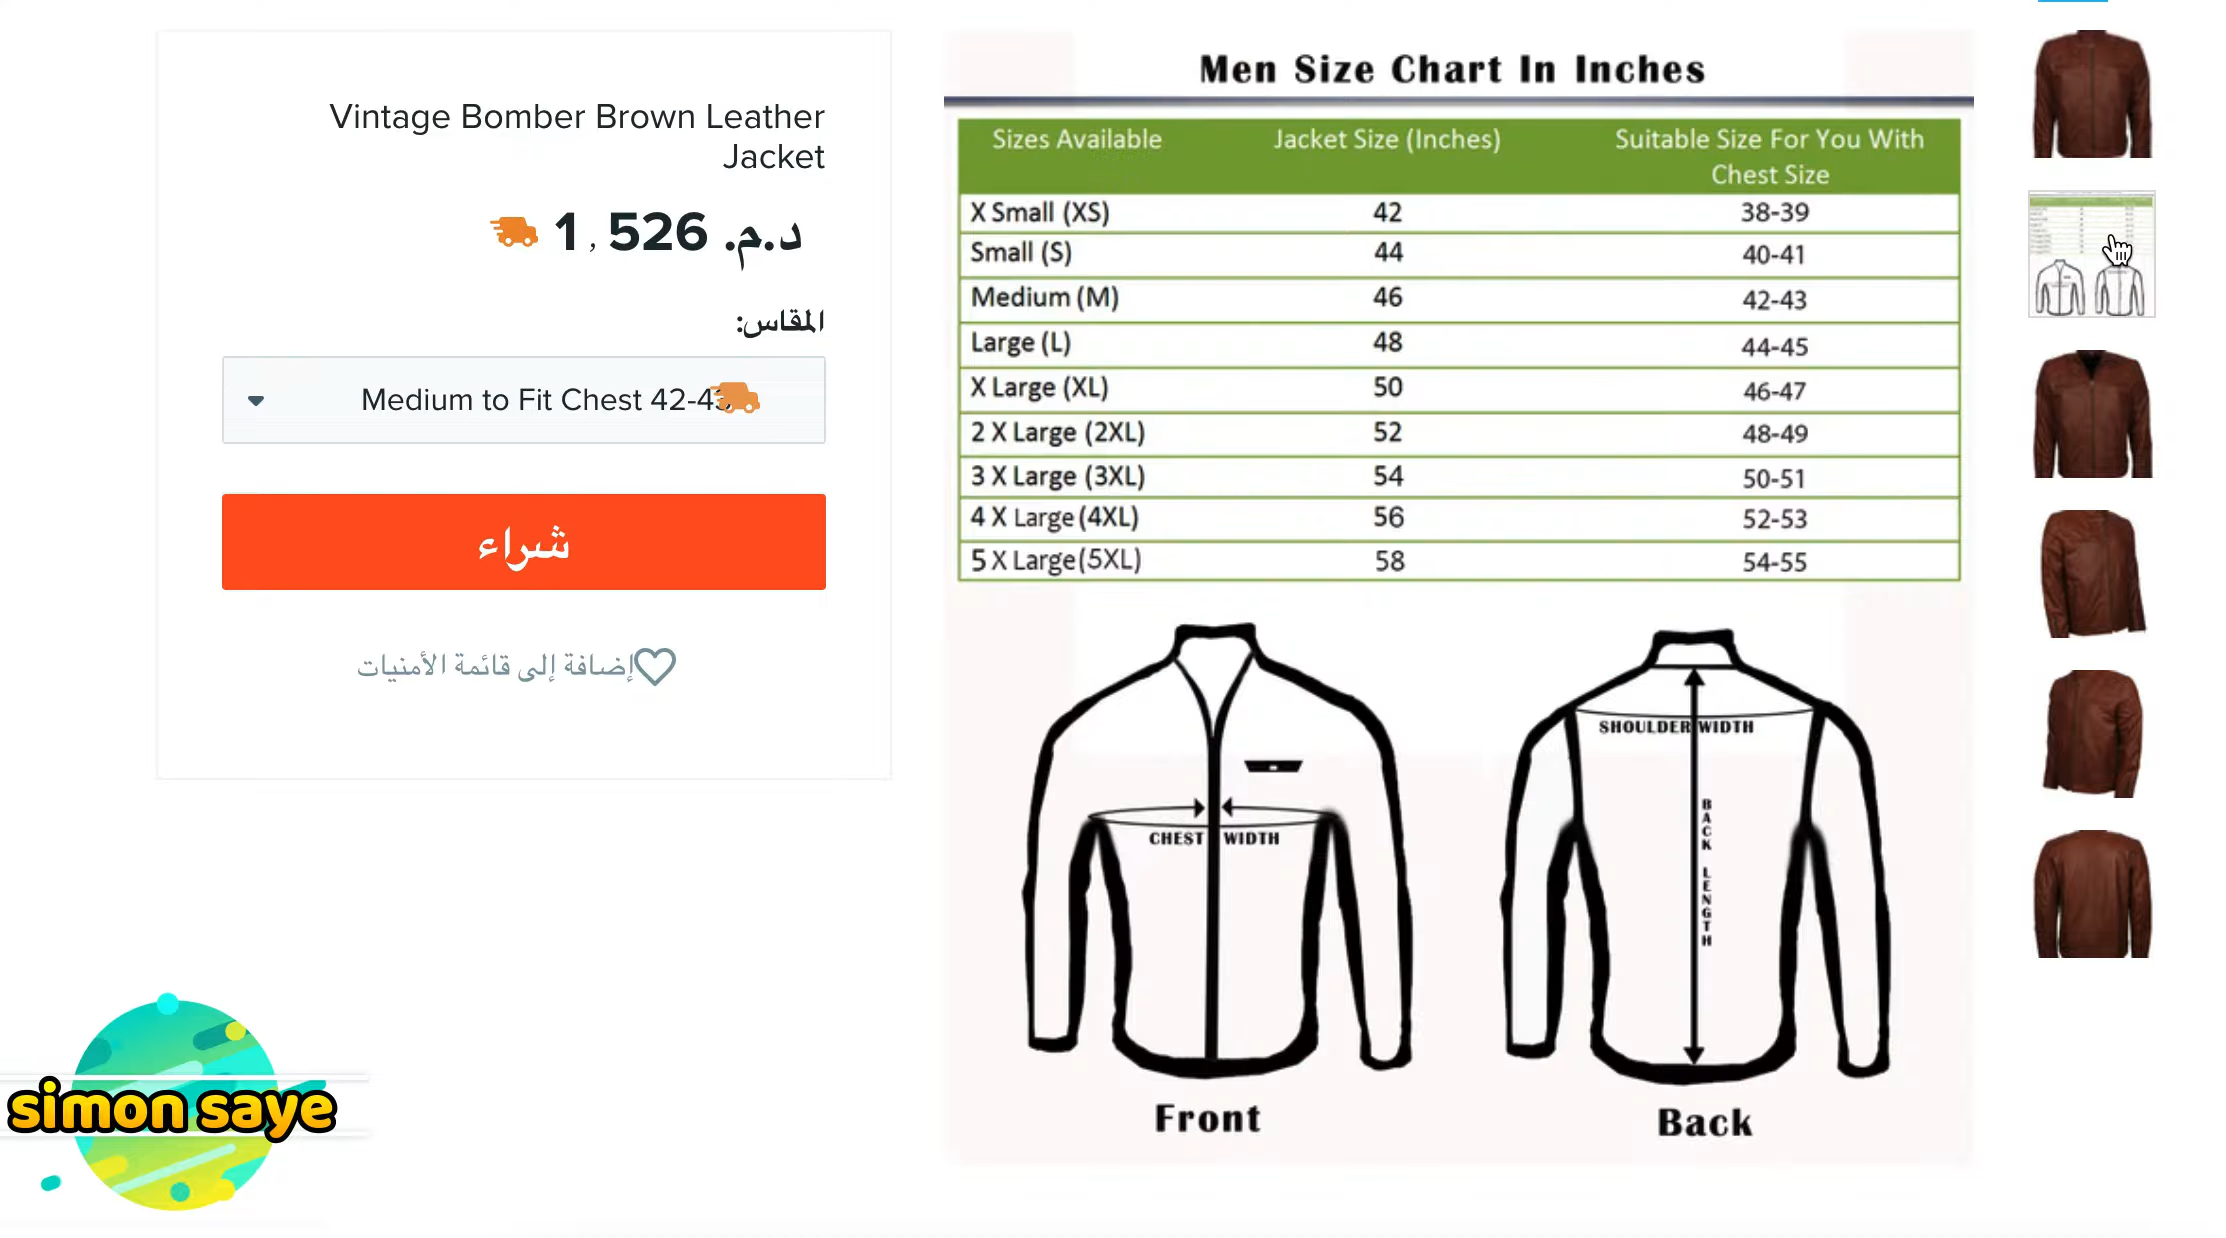 Vintage Bomber Brown Leather
Jacket
1,526 د.م.
المقاس:
Medium to Fit Chest 42-43
شراء
إضافة إلى قائمة الأمنيات
simon saye
Men Size Chart In Inches
Sizes Available Jacket Size (Inches) Suitable Size For You With
Chest Size
X Small (XS) 42 38-39
Small (S) 44 40-41
Medium (M) 46 42-43
Large (L) 48 44-45
X Large (XL) 50 46-47
2 X Large (2XL) 52 48-49
3 X Large (3XL) 54 50-51
4 X Large (4XL) 56 52-53
5 X Large (5XL) 58 54-55
CHEST WIDTH
Front
SHOULDER WIDTH
BACK LENGTH
Back